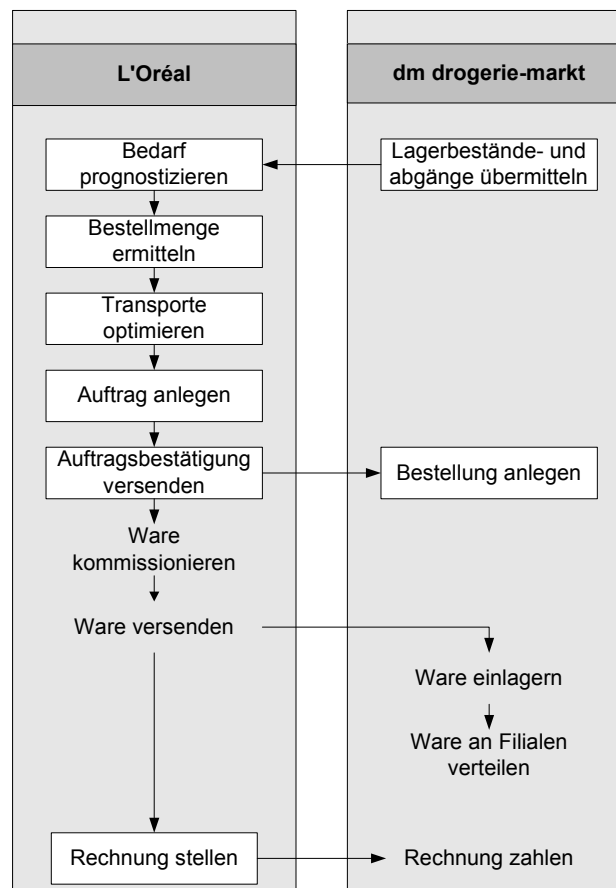 L'Oréal
dm drogerie-markt
Bedarf
prognostizieren
Lagerbestände- und
abgänge übermitteln
Bestellmenge
ermitteln
Transporte
optimieren
Auftrag anlegen
Auftragsbestätigung
versenden
Bestellung anlegen
Ware
kommissionieren
Ware versenden
Ware einlagern
Ware an Filialen
verteilen
Rechnung stellen
Rechnung zahlen